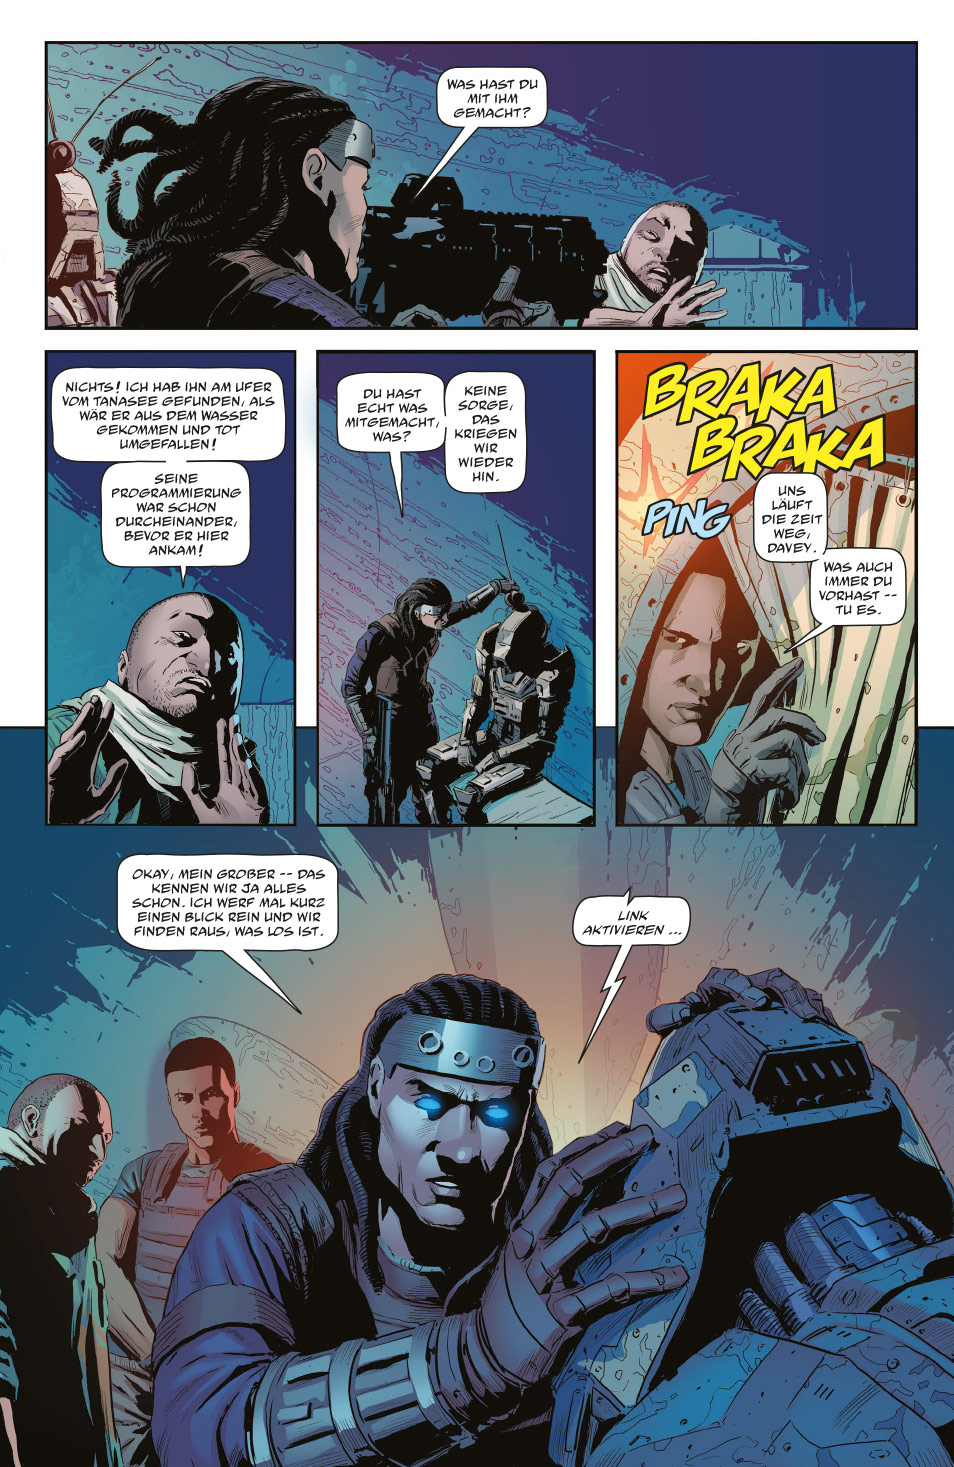 WAS HAST DU
MIT IHM
GEMACHT?
NICHTS! ICH HAB IHN AM UFER
VOM TANASEE GEFUNDEN, ALS
WÄR ER AUS DEM WASSER
GEKOMMEN UND TOT
UMGEFALLEN!
SEINE
PROGRAMMIERUNG
WAR SCHON
DURCHEINANDER,
BEVOR ER HIER
ANKAM!
DU HAST
ECHT WAS
MITGEMACHT,
WAS?
KEINE
SORGE,
DAS
KRIEGEN
WIR
WIEDER
HIN.
BRAKA
BRAKA
PING
UNS
LÄUFT
DIE ZEIT
WEG,
DAVEY.
WAS AUCH
IMMER DU
VORHAST --
TU ES.
OKAY, MEIN GROßER -- DAS
KENNEN WIR JA ALLES
SCHON. ICH WERF MAL KURZ
EINEN BLICK REIN UND WIR
FINDEN RAUS, WAS LOS IST.
LINK
AKTIVIEREN ...